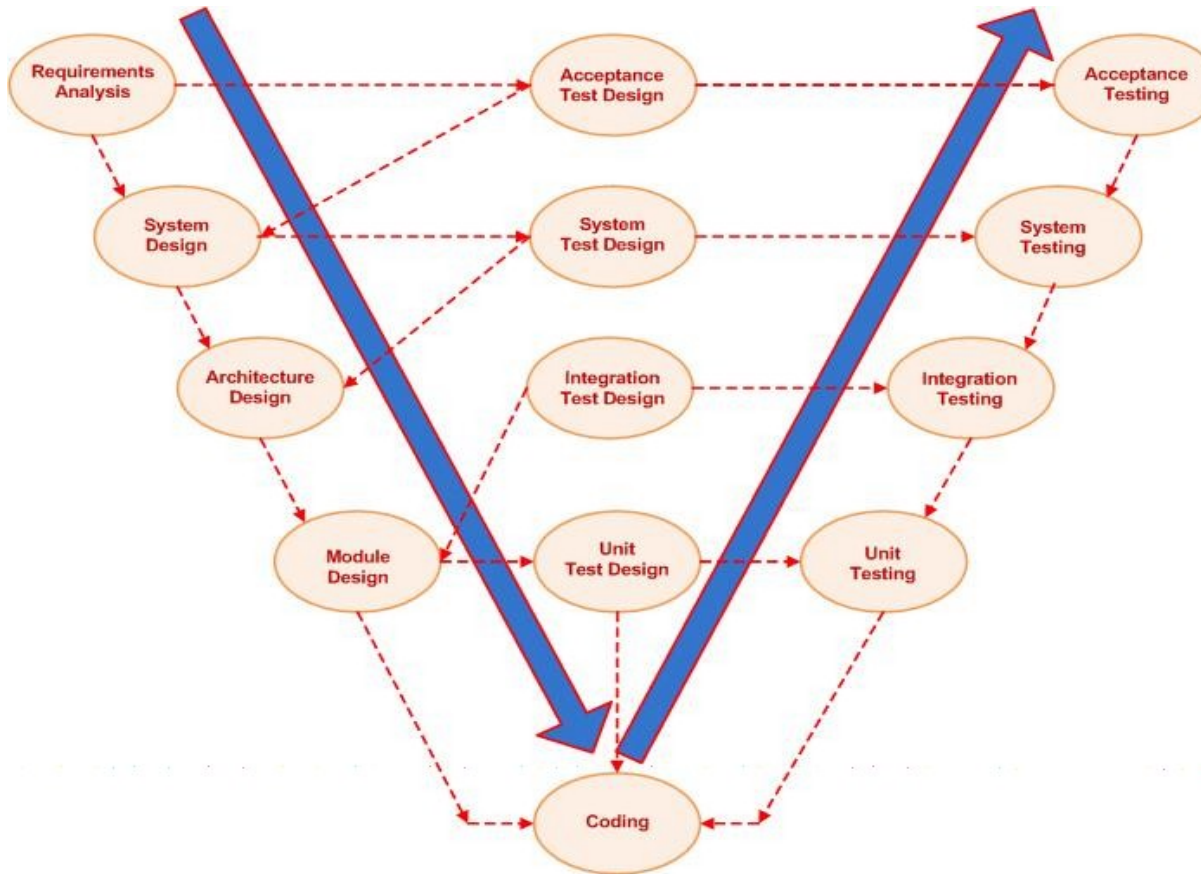 Requirements
Analysis
Acceptance
Test Design
Acceptance
Testing
System
Design
System
Test Design
System
Testing
Architecture
Design
Integration
Test Design
Integration
Testing
Module
Design
Unit
Test Design
Unit
Testing
Coding